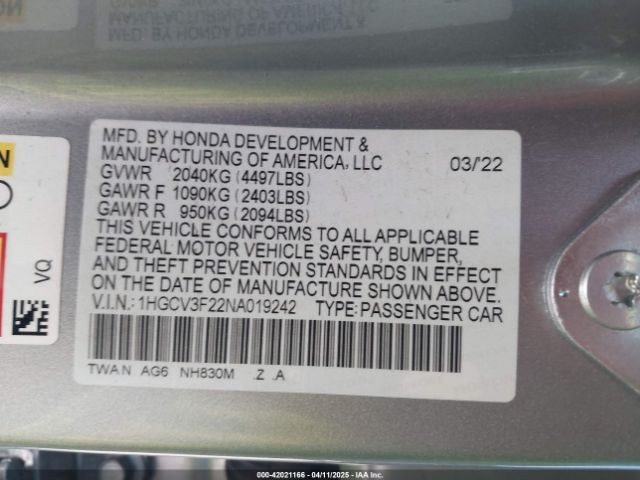 MFD. BY HONDA DEVELOPMENT &
MANUFACTURING OF AMERICA, LLC 03/'22
GVWR 2040KG (4497LBS)
GAWR F 1090KG (2403LBS)
GAWR R 950KG (2094LBS)
THIS VEHICLE CONFORMS TO ALL APPLICABLE
FEDERAL MOTOR VEHICLE SAFETY, BUMPER,
AND THEFT PREVENTION STANDARDS IN EFFECT
ON THE DATE OF MANUFACTURE SHOWN ABOVE.
V.I.N.:1HGCV3F22NA019242 TYPE:PASSENGER CAR
TWA N AG6 NH830M .Z .A
VQ
000-42021166 | 04/11/2025 | IAA Inc.